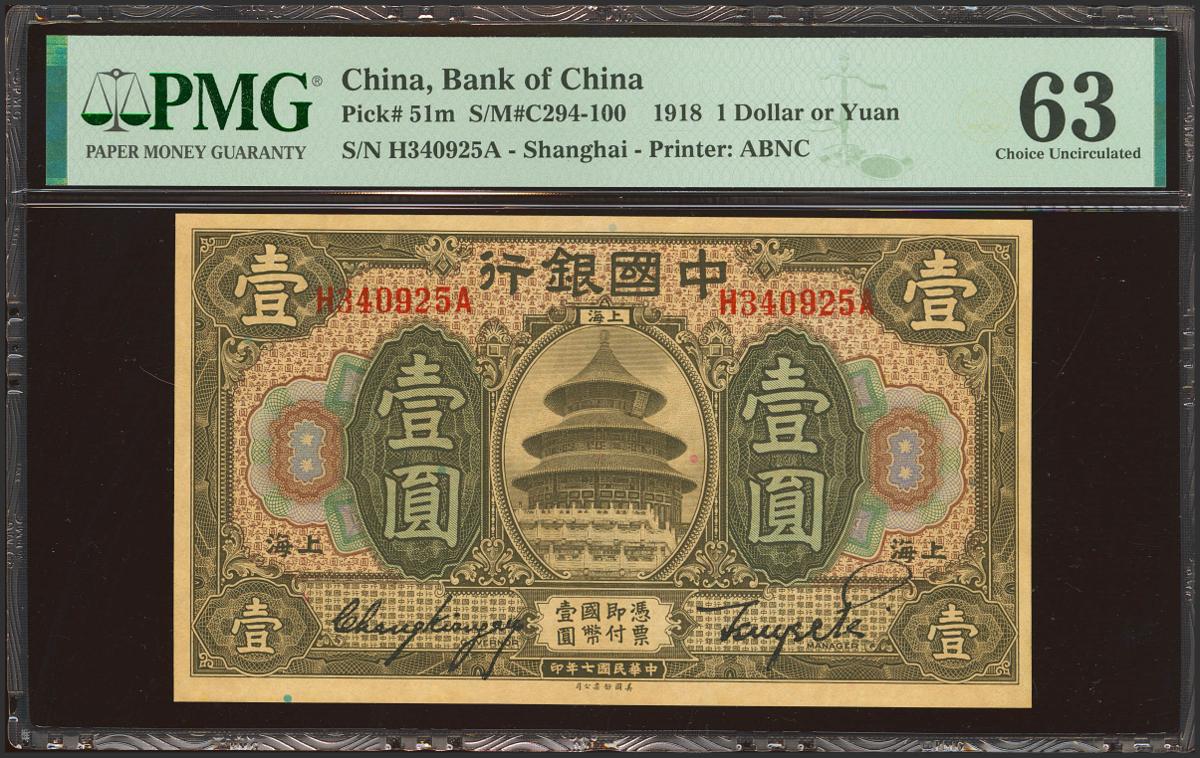 PMG®
PAPER MONEY GUARANTY
China, Bank of China
Pick# 51m S/M#C294-100 1918 1 Dollar or Yuan
S/N H340925A - Shanghai - Printer: ABNC
63
Choice Uncirculated
行銀國中
壹
壹
H340925A
H340925A
海上
壹圓
壹圓
海上
海上
壹
壹
憑票
即付
國幣
壹圓
MANAGER
印年七國民華中